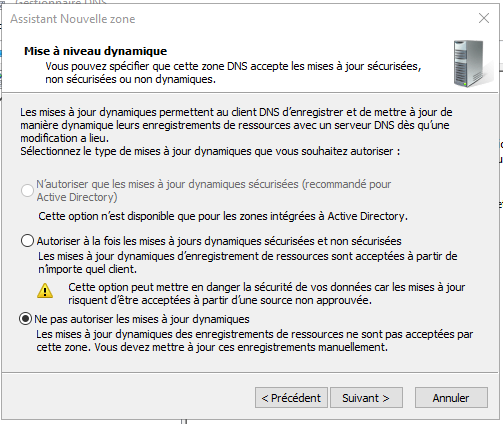 Gestionnaire DNS
Assistant Nouvelle zone
Mise à niveau dynamique
Vous pouvez spécifier que cette zone DNS accepte les mises à jour sécurisées,
non sécurisées ou non dynamiques.
Les mises à jour dynamiques permettent au client DNS d'enregistrer et de mettre à jour de
manière dynamique leurs enregistrements de ressources avec un serveur DNS dès qu'une
modification a lieu.
Sélectionnez le type de mises à jour dynamiques que vous souhaitez autoriser :
N'autoriser que les mises à jour dynamiques sécurisées (recommandé pour
Active Directory)
Cette option n'est disponible que pour les zones intégrées à Active Directory.
Autoriser à la fois les mises à jours dynamiques sécurisées et non sécurisées
Les mises à jour dynamiques d'enregistrement de ressources sont acceptées à partir de
n'importe quel client.
Cette option peut mettre en danger la sécurité de vos données car les mises à jour
risquent d'être acceptées à partir d'une source non approuvée.
Ne pas autoriser les mises à jour dynamiques
Les mises à jour dynamiques des enregistrements de ressources ne sont pas acceptées par
cette zone. Vous devez mettre à jour ces enregistrements manuellement.
< Précédent
Suivant >
Annuler